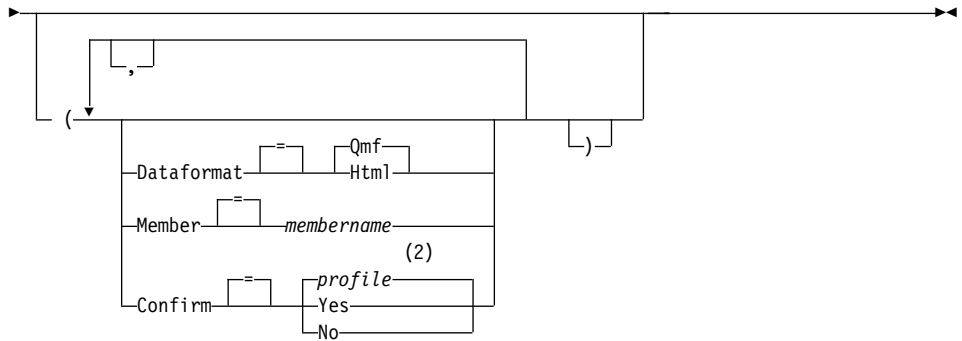 ,
( )
= Qmf
Dataformat Html
=
Member membername
(2)
= profile
Confirm Yes
No